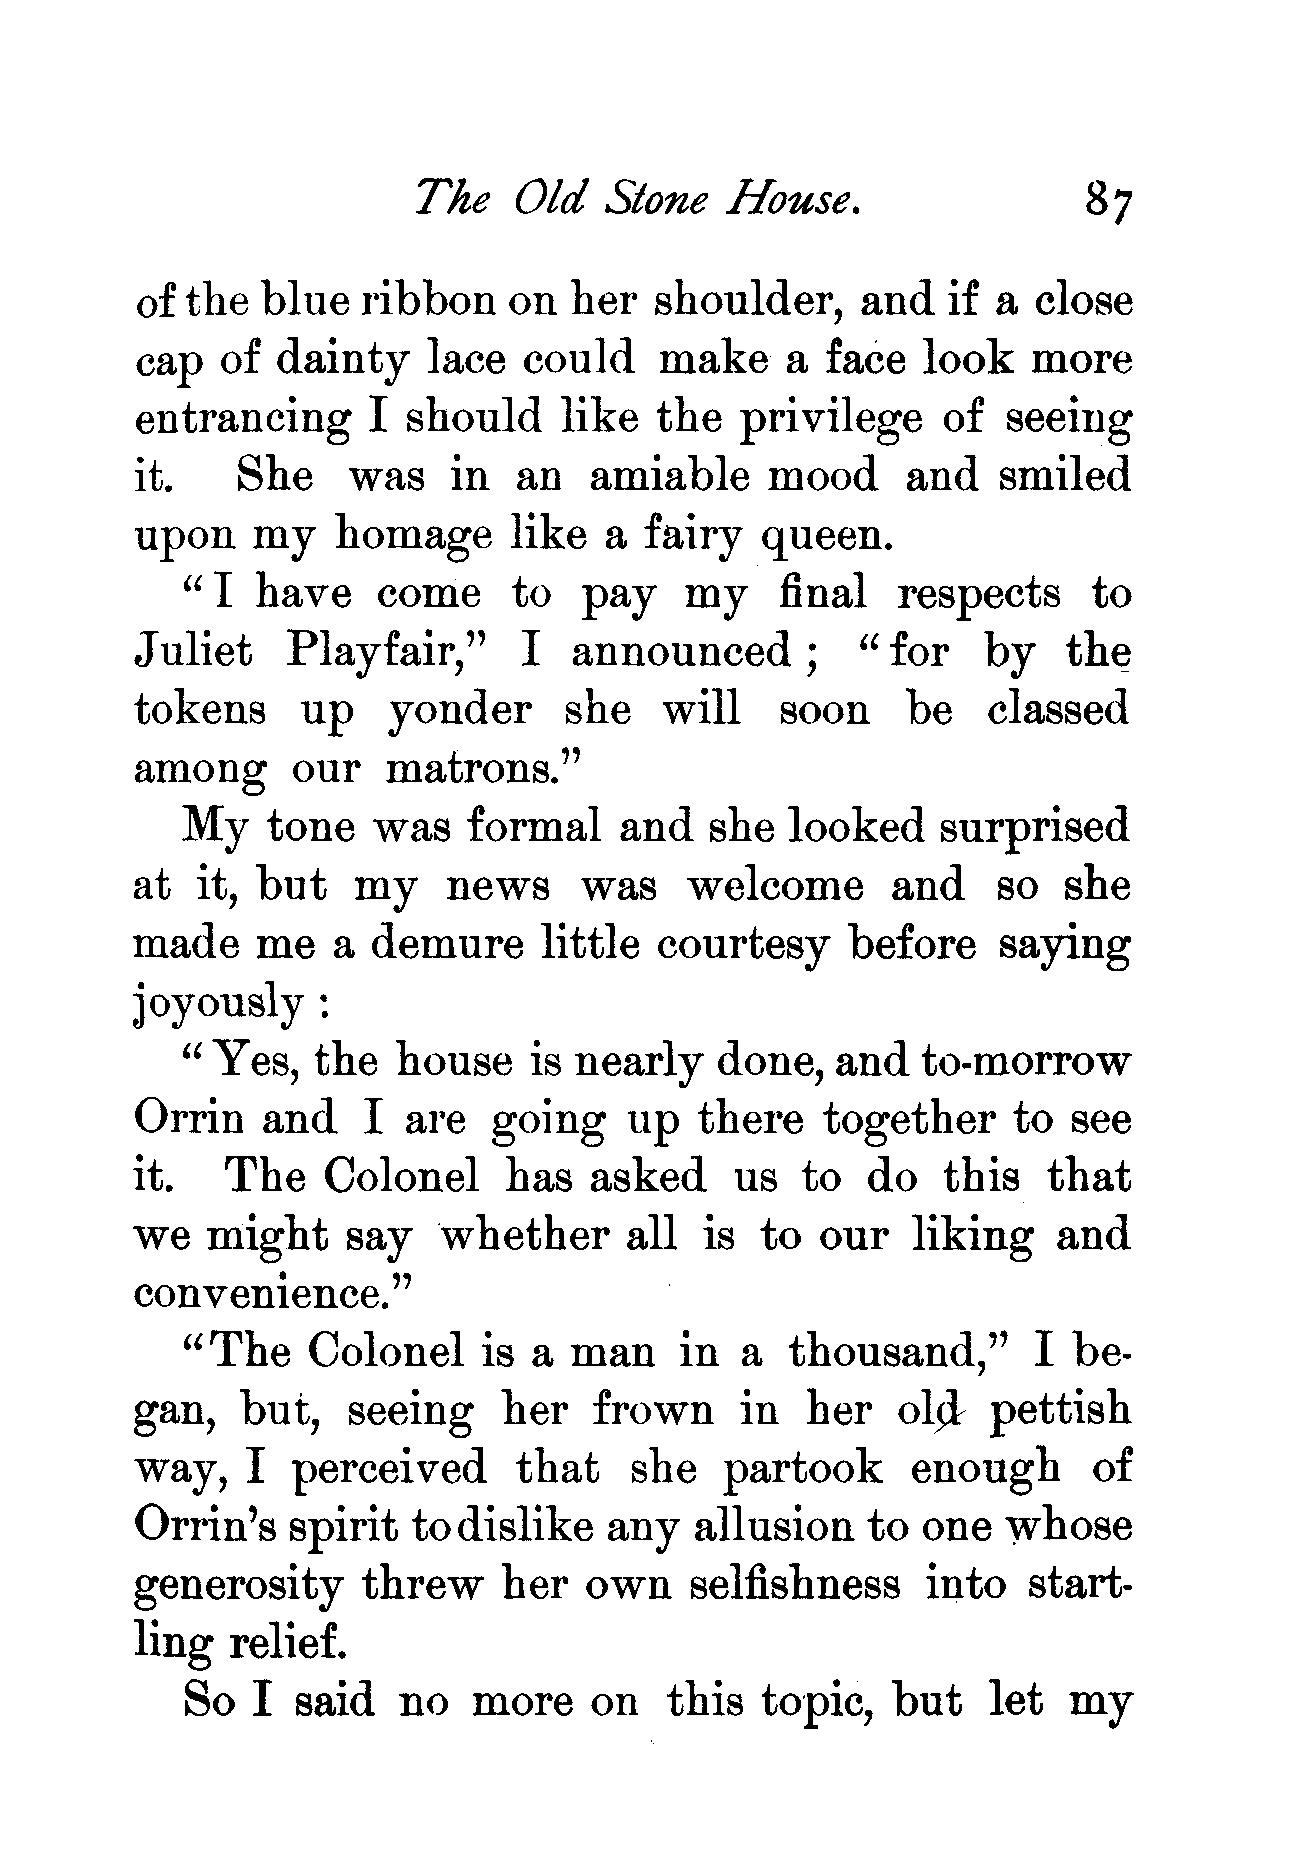 The Old Stone House. 87
of the blue ribbon on her shoulder, and if a close
cap of dainty lace could make a face look more
entrancing I should like the privilege of seeing
it. She was in an amiable mood and smiled
upon my homage like a fairy queen.
“I have come to pay my final respects to
Juliet Playfair,” I announced; “for by the
tokens up yonder she will soon be classed
among our matrons.”
My tone was formal and she looked surprised
at it, but my news was welcome and so she
made me a demure little courtesy before saying
joyously:
“Yes, the house is nearly done, and to-morrow
Orrin and I are going up there together to see
it. The Colonel has asked us to do this that
we might say whether all is to our liking and
convenience.”
“The Colonel is a man in a thousand,” I be-
gan, but, seeing her frown in her old pettish
way, I perceived that she partook enough of
Orrin’s spirit to dislike any allusion to one whose
generosity threw her own selfishness into start-
ling relief.
So I said no more on this topic, but let my